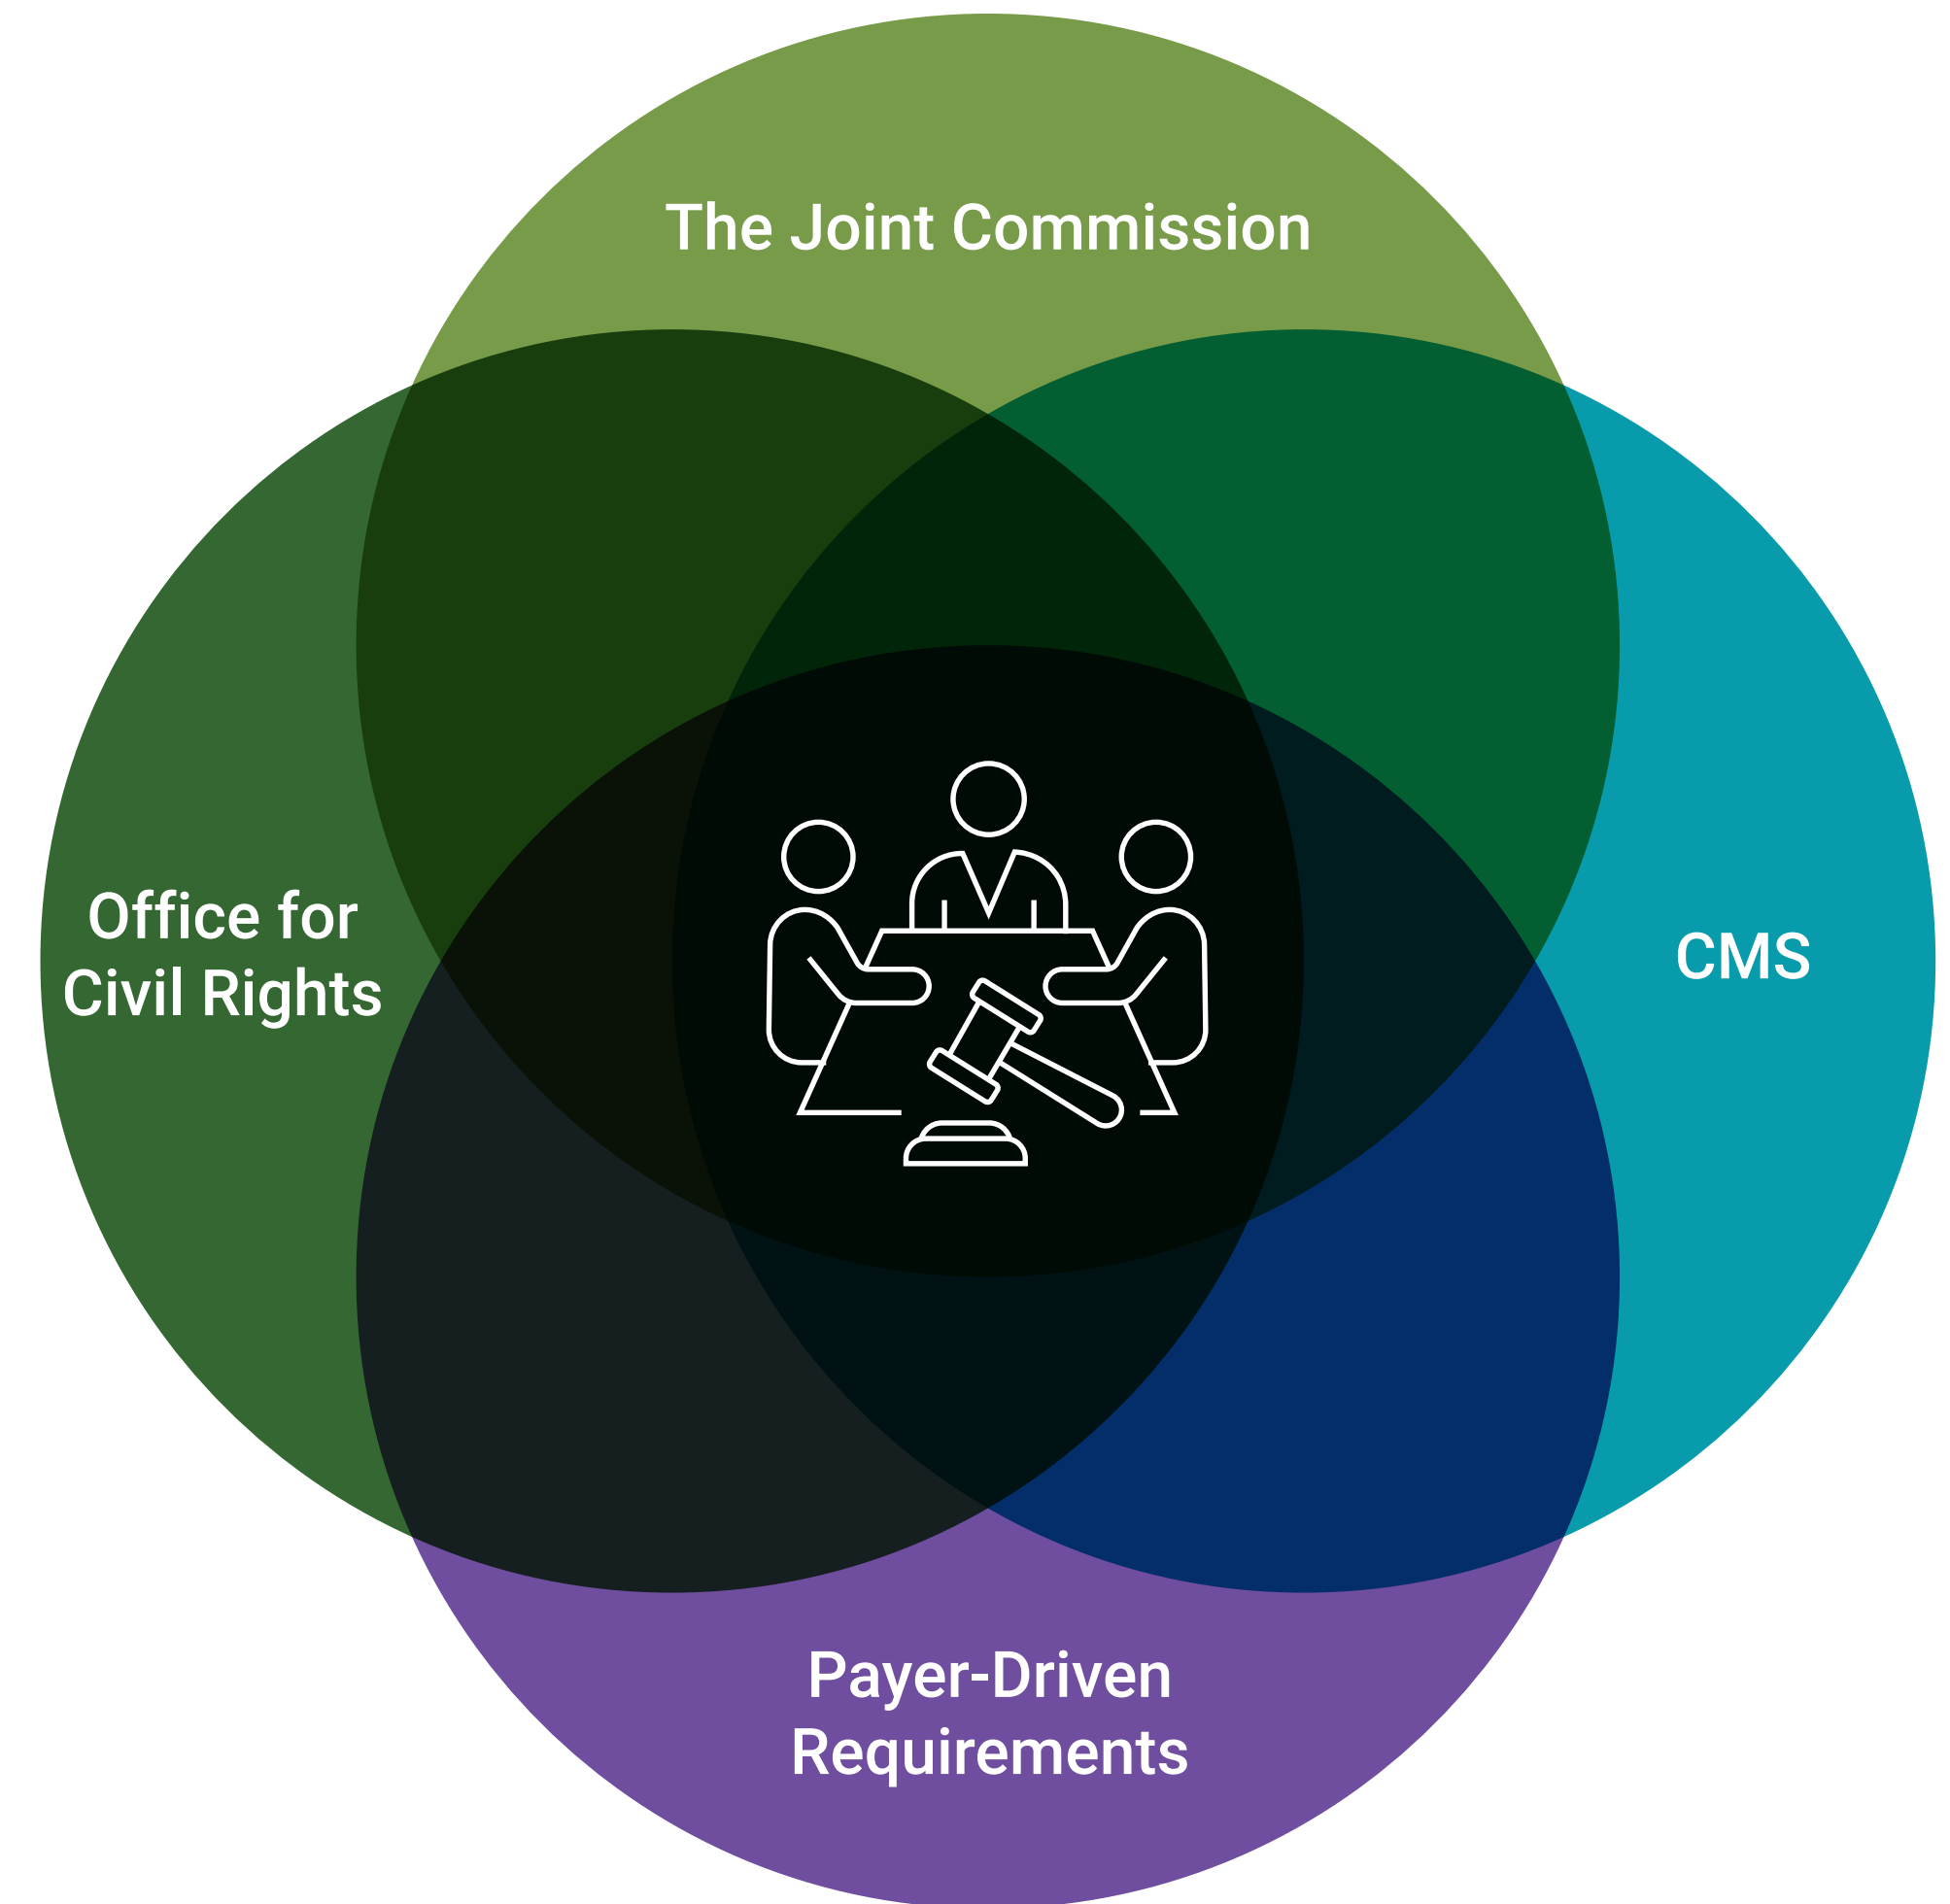 The Joint Commission
Office for
Civil Rights
CMS
Payer-Driven
Requirements